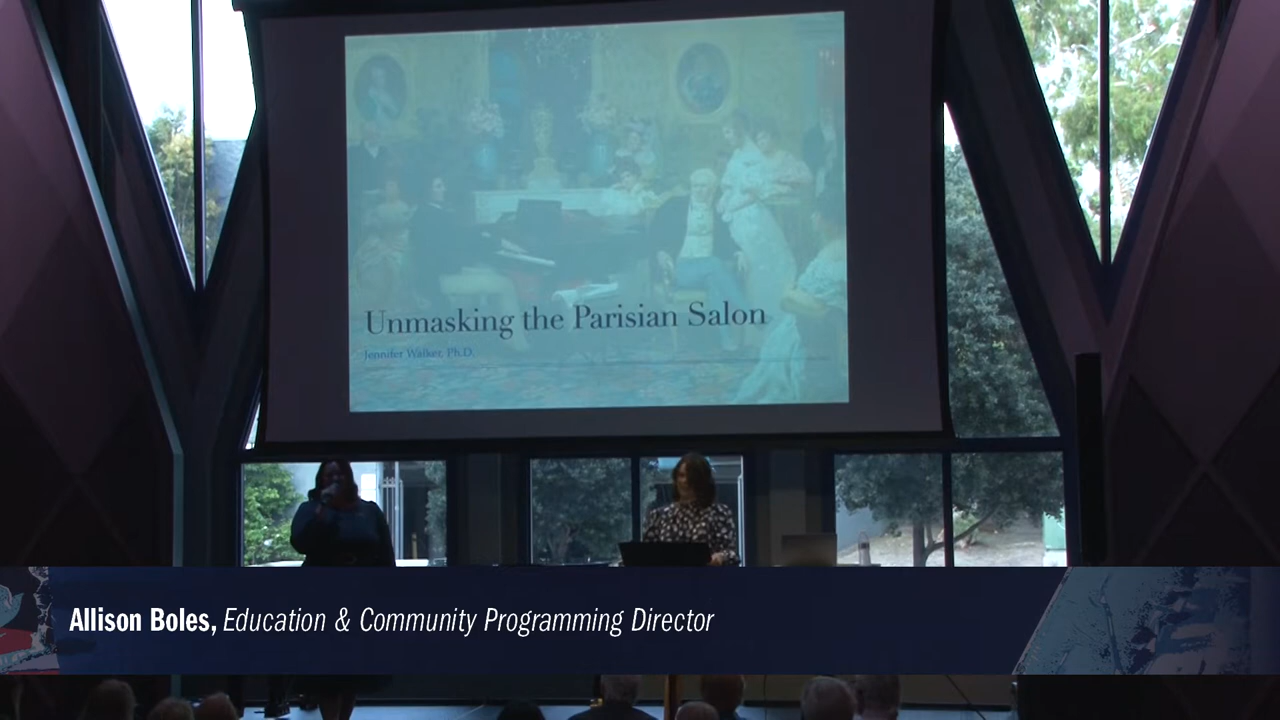 Unmasking the Parisian Salon
Jennifer Walker, Ph.D.
Allison Boles, Education & Community Programming Director